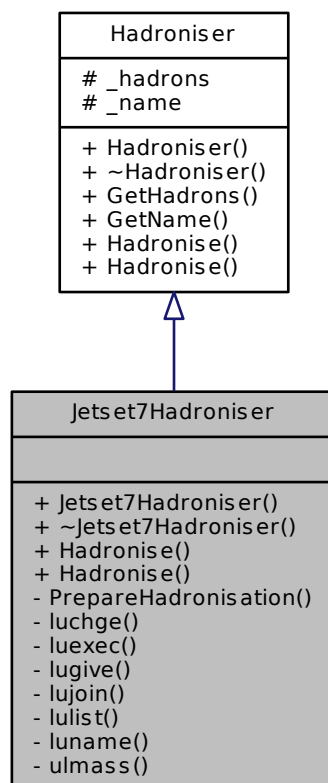 Hadroniser
# _hadrons
# _name
+ Hadroniser()
+ ~Hadroniser()
+ GetHadrons()
+ GetName()
+ Hadronise()
+ Hadronise()
Jetset7Hadroniser
+ Jetset7Hadroniser()
+ ~Jetset7Hadroniser()
+ Hadronise()
+ Hadronise()
- PrepareHadronisation()
- luchge()
- luexec()
- lugive()
- lujoin()
- lulist()
- luname()
- ulmass()